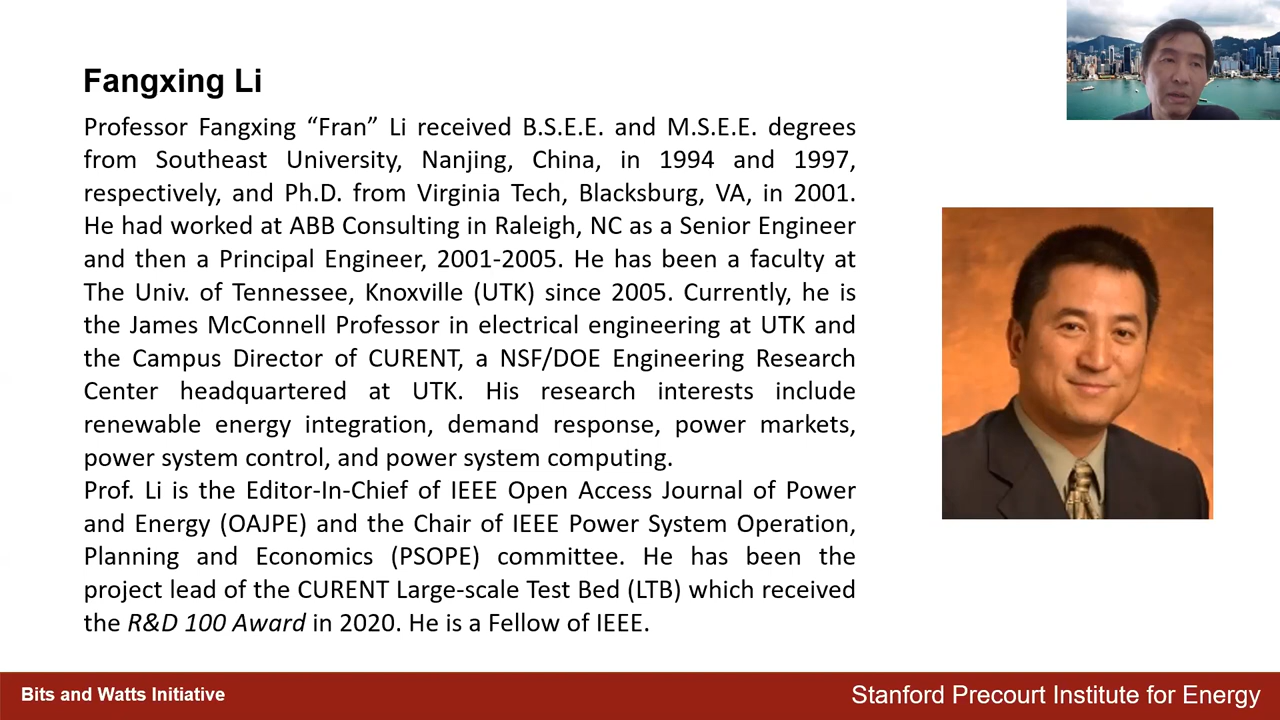 Fangxing Li
Professor Fangxing “Fran” Li received B.S.E.E. and M.S.E.E. degrees
from Southeast University, Nanjing, China, in 1994 and 1997,
respectively, and Ph.D. from Virginia Tech, Blacksburg, VA, in 2001.
He had worked at ABB Consulting in Raleigh, NC as a Senior Engineer
and then a Principal Engineer, 2001-2005. He has been a faculty at
The Univ. of Tennessee, Knoxville (UTK) since 2005. Currently, he is
the James McConnell Professor in electrical engineering at UTK and
the Campus Director of CURENT, a NSF/DOE Engineering Research
Center headquartered at UTK. His research interests include
renewable energy integration, demand response, power markets,
power system control, and power system computing.
Prof. Li is the Editor-In-Chief of IEEE Open Access Journal of Power
and Energy (OAJPE) and the Chair of IEEE Power System Operation,
Planning and Economics (PSOPE) committee. He has been the
project lead of the CURENT Large-scale Test Bed (LTB) which received
the R&D 100 Award in 2020. He is a Fellow of IEEE.
Bits and Watts Initiative
Stanford Precourt Institute for Energy